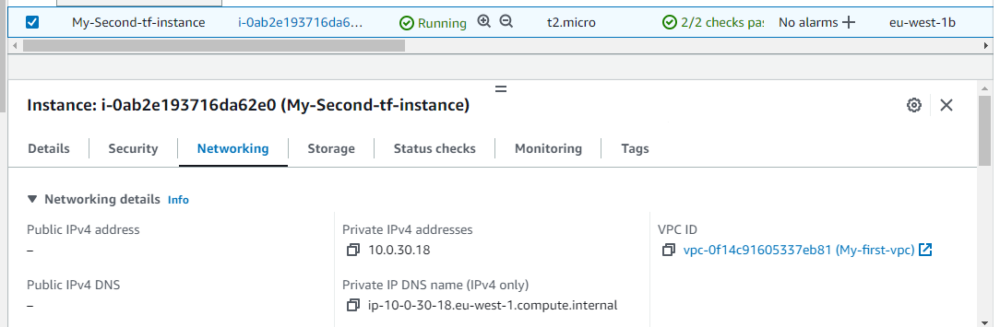 My-Second-tf-instance i-0ab2e193716da6... Running t2.micro 2/2 checks pas No alarms + eu-west-1b
Instance: i-0ab2e193716da62e0 (My-Second-tf-instance)
Details Security Networking Storage Status checks Monitoring Tags
Networking details Info
Public IPv4 address Private IPv4 addresses VPC ID
– 10.0.30.18 vpc-0f14c91605337eb81 (My-first-vpc)
Public IPv4 DNS Private IP DNS name (IPv4 only)
– ip-10-0-30-18.eu-west-1.compute.internal